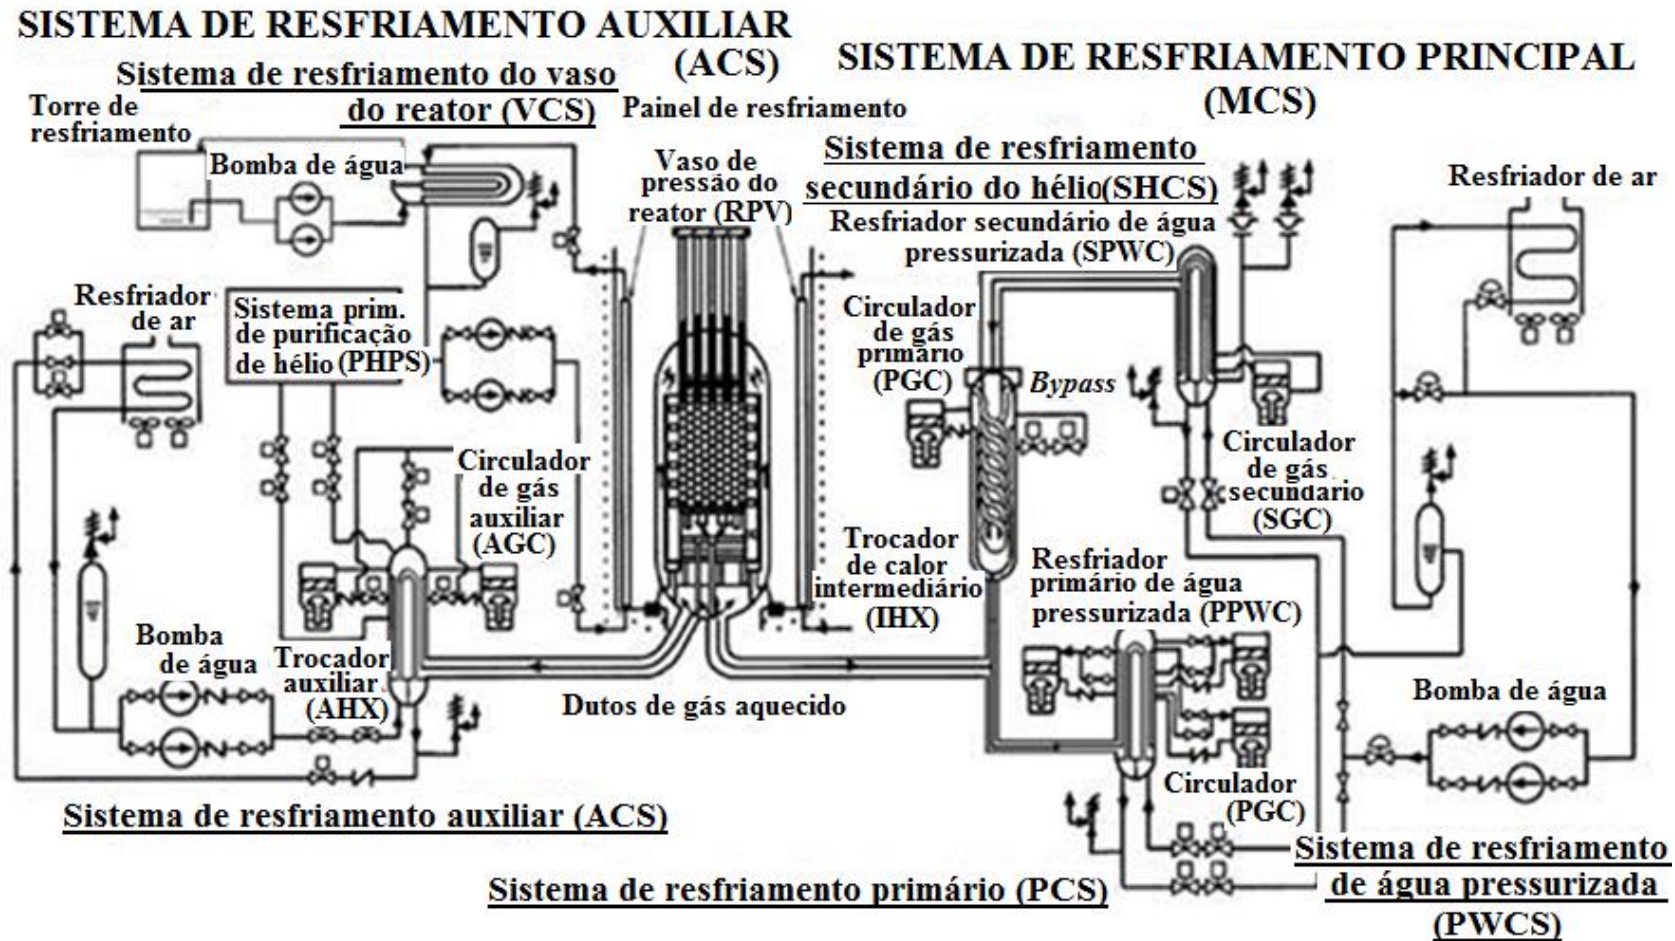 SISTEMA DE RESFRIAMENTO AUXILIAR
(ACS)
SISTEMA DE RESFRIAMENTO PRINCIPAL
(MCS)
Sistema de resfriamento do vaso
do reator (VCS)
Torre de
resfriamento
Bomba de água
Painel de resfriamento
Vaso de
pressão do
reator (RPV)
Sistema de resfriamento
secundário do hélio(SHCS)
Resfriador secundário de água
pressurizada (SPWC)
Resfriador de ar
Resfriador
de ar
Sistema prim.
de purificação
de hélio (PHPS)
Circulador
de gás
primário
(PGC)
Bypass
Circulador
de gás
auxiliar
(AGC)
Circulador
de gás
secundario
(SGC)
Trocador
de calor
intermediário
(IHX)
Resfriador
primário de água
pressurizada (PPWC)
Bomba
de água
Trocador
auxiliar
(AHX)
Dutos de gás aquecido
Bomba de água
Circulador
(PGC)
Sistema de resfriamento auxiliar (ACS)
Sistema de resfriamento primário (PCS)
Sistema de resfriamento
de água pressurizada
(PWCS)